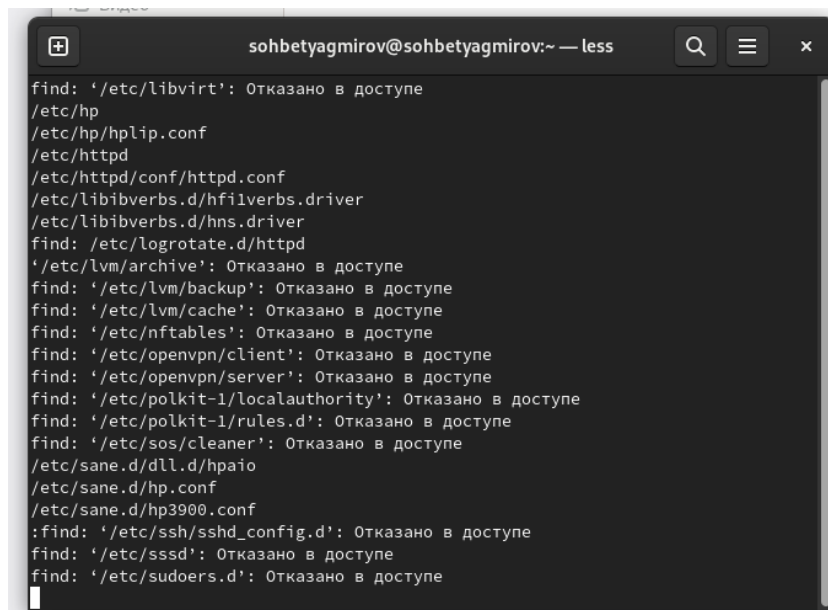 Видео
sohbetyagmirov@sohbetyagmirov:~ — less
find: ‘/etc/libvirt’: Отказано в доступе
/etc/hp
/etc/hp/hplip.conf
/etc/httpd
/etc/httpd/conf/httpd.conf
/etc/libibverbs.d/hfi1verbs.driver
/etc/libibverbs.d/hns.driver
find: /etc/logrotate.d/httpd
‘/etc/lvm/archive’: Отказано в доступе
find: ‘/etc/lvm/backup’: Отказано в доступе
find: ‘/etc/lvm/cache’: Отказано в доступе
find: ‘/etc/nftables’: Отказано в доступе
find: ‘/etc/openvpn/client’: Отказано в доступе
find: ‘/etc/openvpn/server’: Отказано в доступе
find: ‘/etc/polkit-1/localauthority’: Отказано в доступе
find: ‘/etc/polkit-1/rules.d’: Отказано в доступе
find: ‘/etc/sos/cleaner’: Отказано в доступе
/etc/sane.d/dll.d/hpaio
/etc/sane.d/hp.conf
/etc/sane.d/hp3900.conf
:find: ‘/etc/ssh/sshd_config.d’: Отказано в доступе
find: ‘/etc/sssd’: Отказано в доступе
find: ‘/etc/sudoers.d’: Отказано в доступе